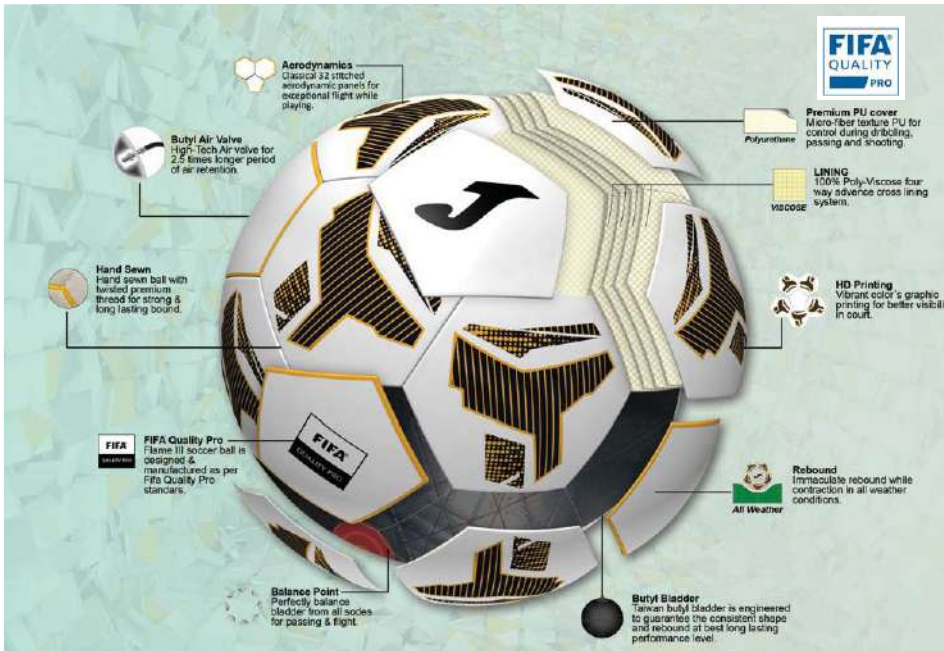 FIFA®
QUALITY
PRO
Aerodynamics
Classical 32 stitched
aerodynamic panels for
exceptional flight while
playing.
Butyl Air Valve
High-Tech Air valve for
2.5 times longer period
of air retention.
Hand Sewn
Hand sewn ball with
twisted premium
thread for strong &
long lasting bound.
FIFA
QUALITY PRO
FIFA Quality Pro
Flame III soccer ball is
designed &
manufactured as per
Fifa Quality Pro
standars.
FIFA®
QUALITY PRO
Balance Point
Perfectly balance
bladder from all sodes
for passing & flight.
Polyurethane
Premium PU cover
Micro-fiber texture PU for
control during dribbling,
passing and shooting.
VISCOSE
LINING
100% Poly-Viscose four
way advence cross lining
system.
HD Printing
Vibrant color's graphic
printing for better visibili
in court.
All Weather
Rebound
Immaculate rebound while
contraction in all weather
conditions.
Butyl Bladder
Taiwan butyl bladder is engineered
to guarantee the consistent shape
and rebound at best long lasting
performance level.